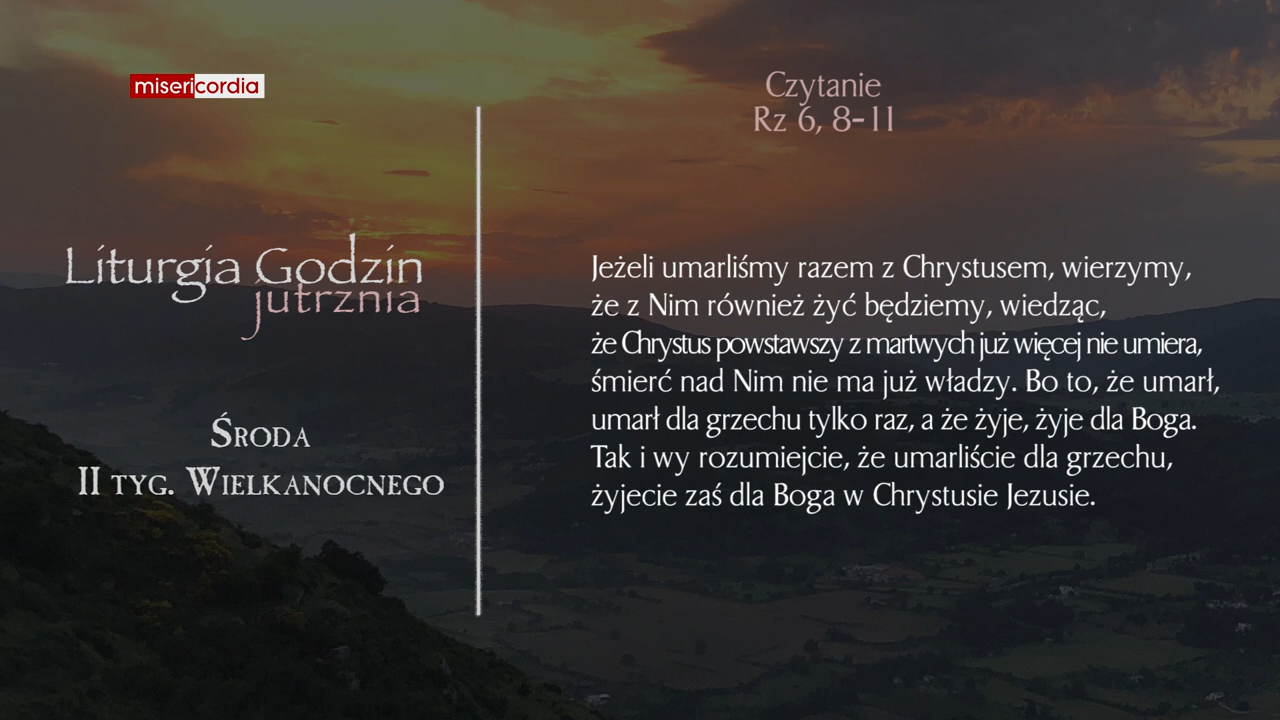 misericordia
Liturgia Godzin
jutrznia
Środa
II tyg. Wielkanocnego
Czytanie
Rz 6, 8-11
Jeżeli umarliśmy razem z Chrystusem, wierzymy,
że z Nim również żyć będziemy, wiedząc,
że Chrystus powstawszy z martwych już więcej nie umiera,
śmierć nad Nim nie ma już władzy. Bo to, że umarł,
umarł dla grzechu tylko raz, a że żyje, żyje dla Boga.
Tak i wy rozumiejcie, że umarliście dla grzechu,
żyjecie zaś dla Boga w Chrystusie Jezusie.